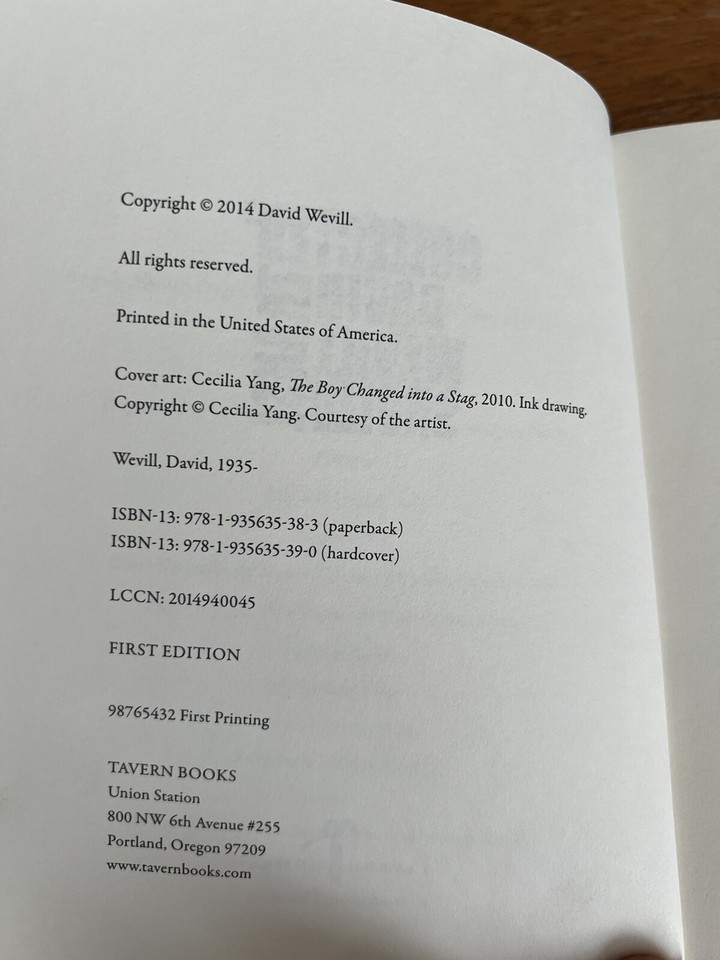 Copyright © 2014 David Wevill.
All rights reserved.
Printed in the United States of America.
Cover art: Cecilia Yang, The Boy Changed into a Stag, 2010. Ink drawing.
Copyright © Cecilia Yang. Courtesy of the artist.
Wevill, David, 1935-
ISBN-13: 978-1-935635-38-3 (paperback)
ISBN-13: 978-1-935635-39-0 (hardcover)
LCCN: 2014940045
FIRST EDITION
98765432 First Printing
TAVERN BOOKS
Union Station
800 NW 6th Avenue #255
Portland, Oregon 97209
www.tavernbooks.com